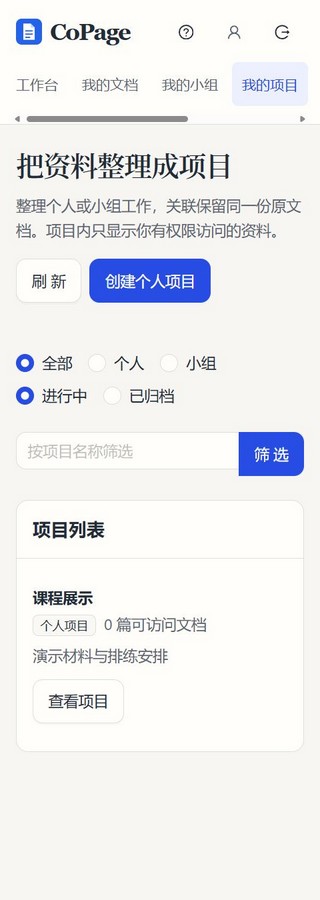 CoPage
工作台 我的文档 我的小组 我的项目
把资料整理成项目
整理个人或小组工作，关联保留同一份原文
档。项目内只显示你有权限访问的资料。
刷 新 创建个人项目
全部 个人 小组
进行中 已归档
按项目名称筛选 筛 选
项目列表
课程展示
个人项目 0 篇可访问文档
演示材料与排练安排
查看项目